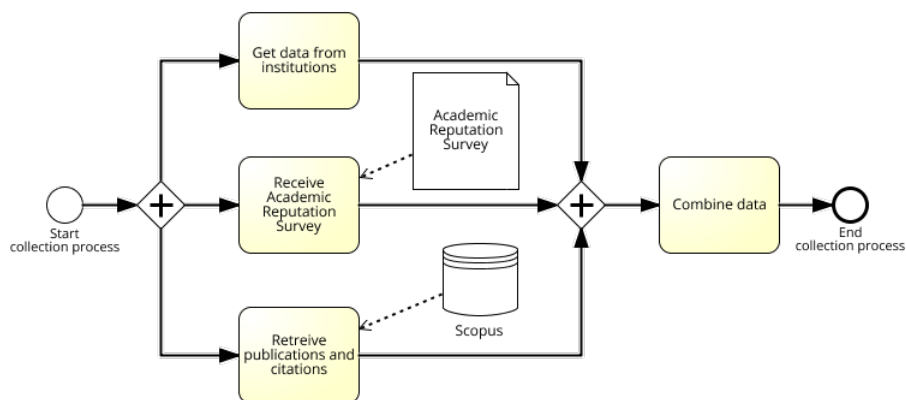 Get data from
institutions
Academic
Reputation
Survey
Receive
Academic
Reputation
Survey
Combine data
Start
collection process
End
collection process
Scopus
Retreive
publications and
citations